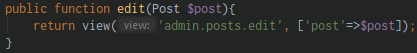 public function edit(Post $post){
return view( view: 'admin.posts.edit', ['post'=>$post]);
}